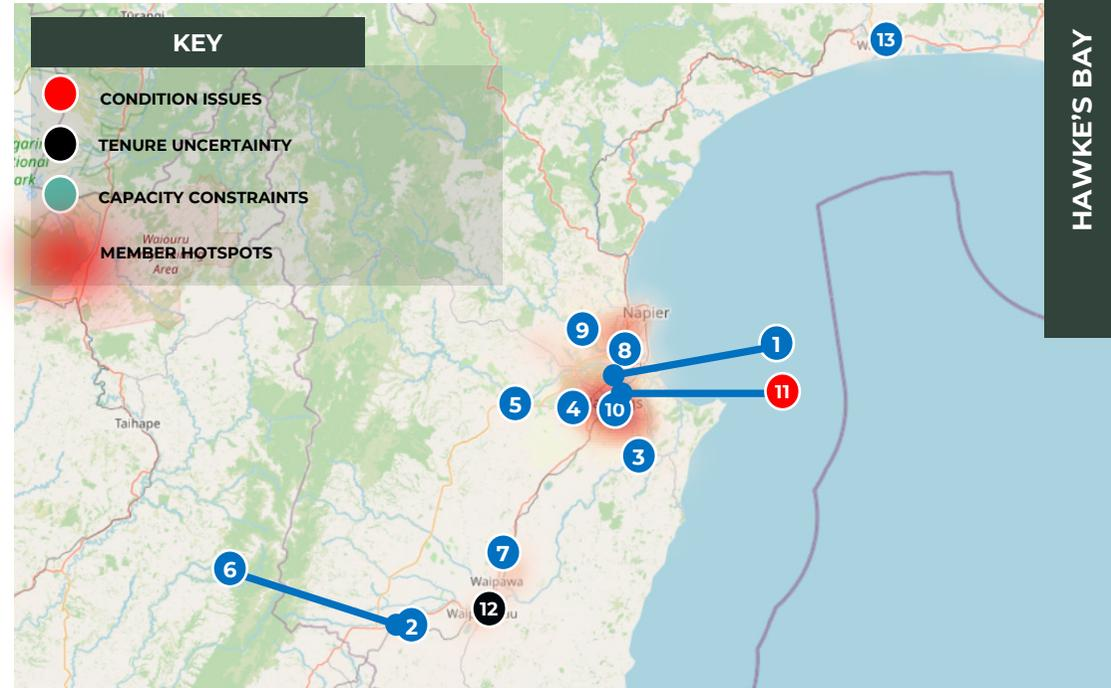 Tūrangi
KEY
HAWKE'S BAY
13
CONDITION ISSUES
TENURE UNCERTAINTY
CAPACITY CONSTRAINTS
Waiouru
MEMBER HOTSPOTS
Area
Napier
9
8
1
11
5
4
10
Taihape
3
7
6
Waipawa
12
2